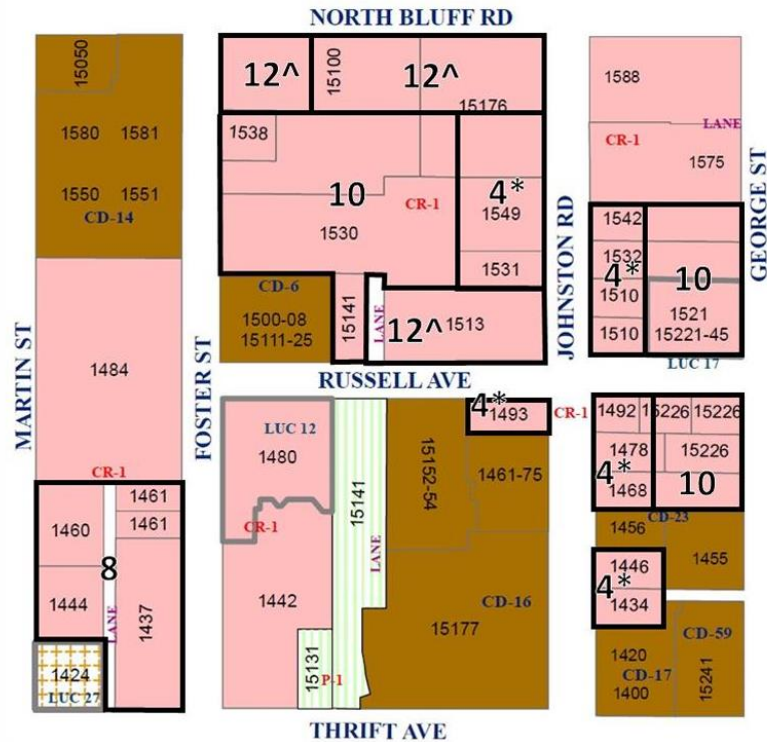 NORTH BLUFF RD
15050
1580 1581
1550 1551
CD-14
1484
CR-1
1460
1461
1461
8
1444
LANE
1437
1424
LUC 27
MARTIN ST
FOSTER ST
12^
15100
12^
15176
1538
10
CR-1
4*
1549
1530
1531
CD-6
1500-08
15111-25
15141
LANE
12^
1513
RUSSELL AVE
JOHNSTON RD
GEORGE ST
1588
LANE
CR-1
1575
1542
1532
4*
1510
1510
10
1521
15221-45
LUC 17
LUC 12
1480
CR-1
1442
15141
LANE
15131
P-1
15152-54
4*
1493
CR-1
1461-75
CD-16
15177
1492
15226
15226
1478
15226
4*
1468
10
CD-23
1456
1455
1446
4*
1434
CD-59
1420
CD-17
1400
15241
THRIFT AVE